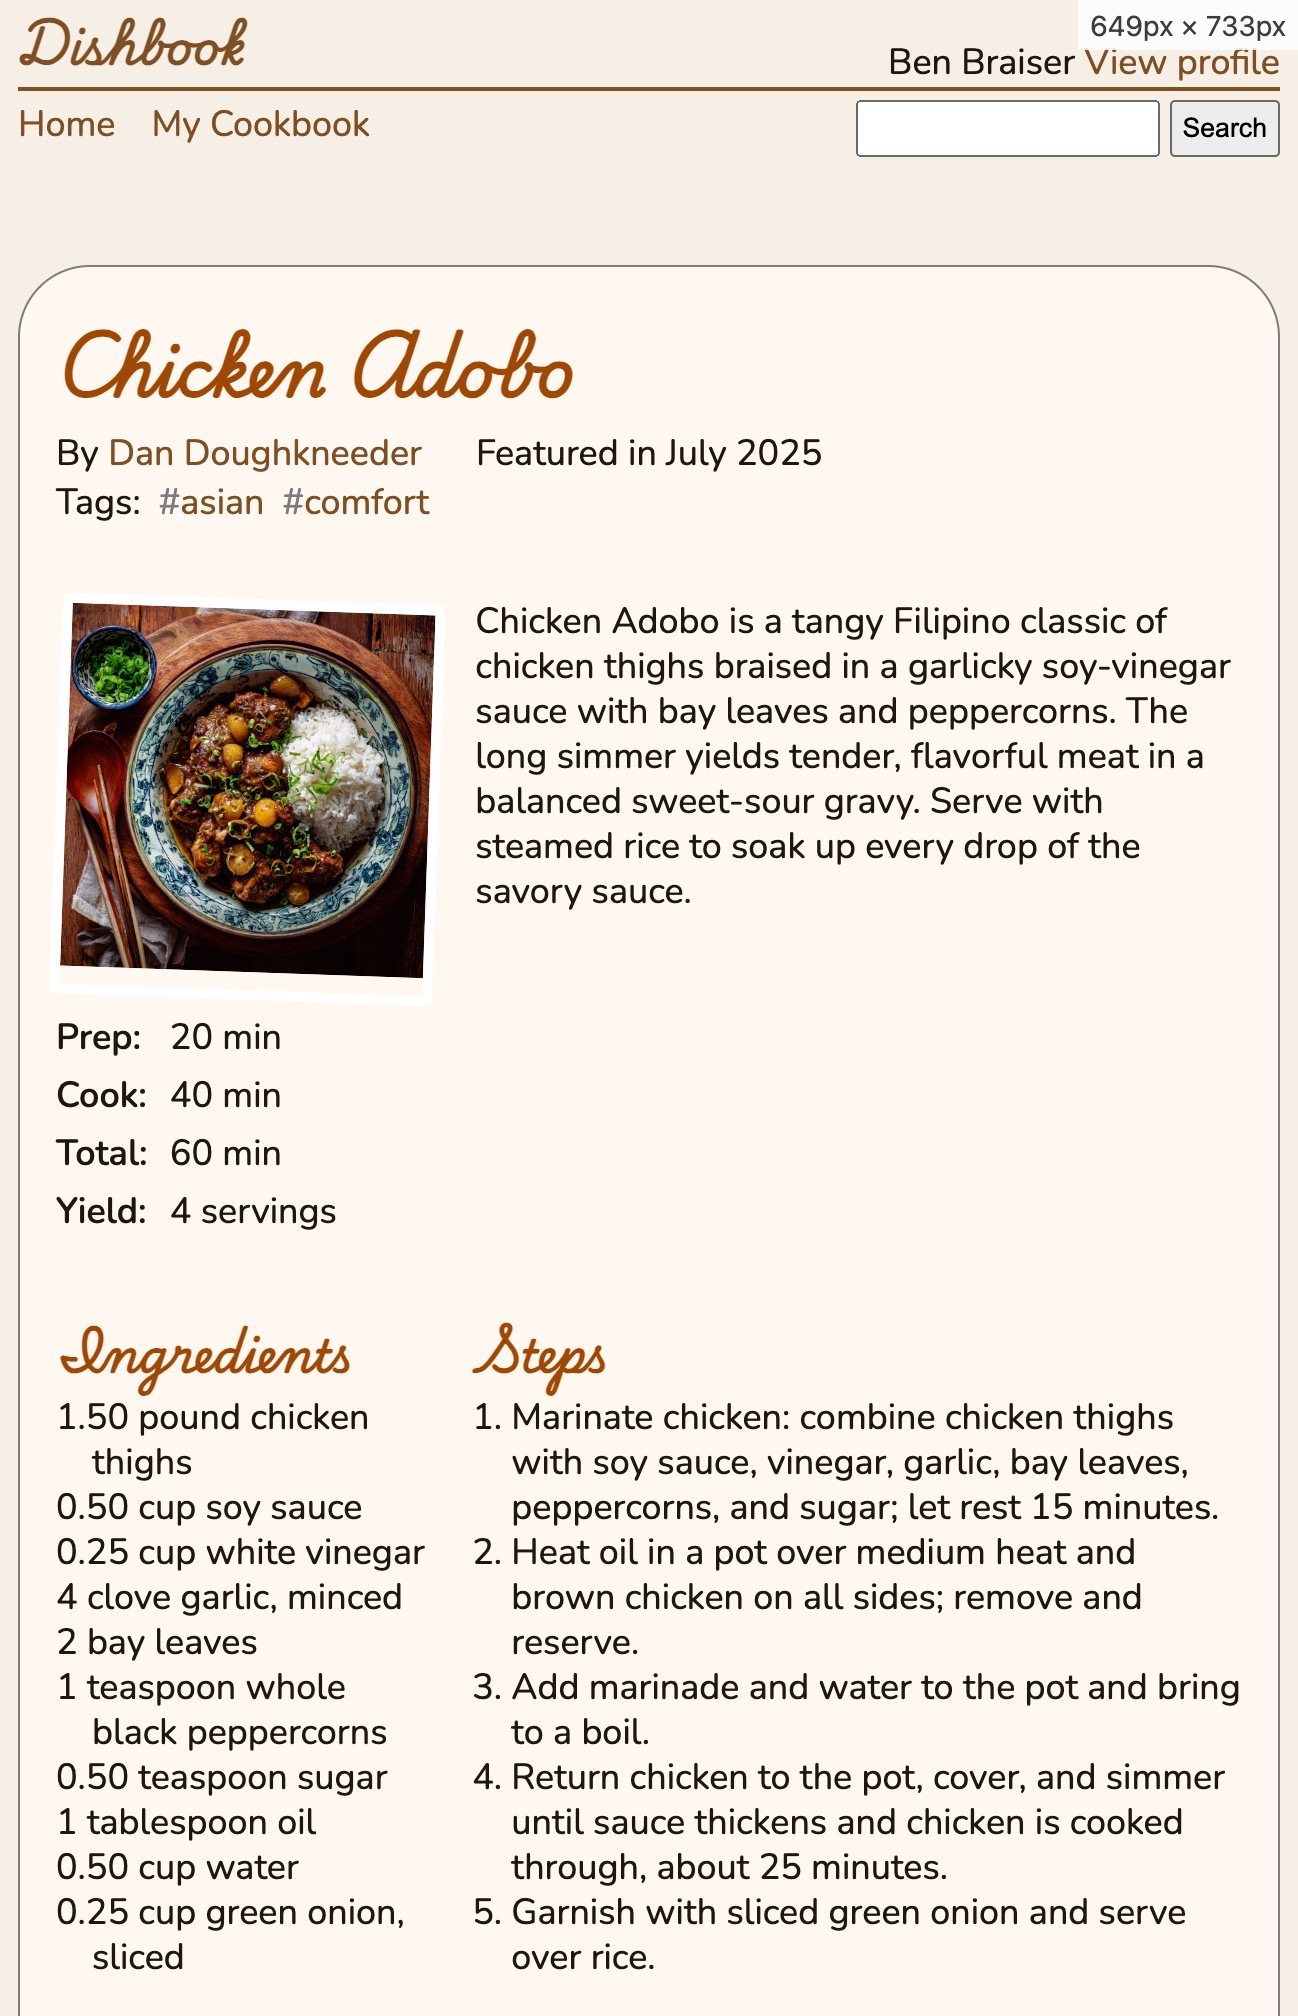 Dishbook
649px × 733px
Ben Braiser View profile
Home My Cookbook
Search
Chicken Adobo
By Dan Doughkneeder Featured in July 2025
Tags: #asian #comfort
Chicken Adobo is a tangy Filipino classic of
chicken thighs braised in a garlicky soy-vinegar
sauce with bay leaves and peppercorns. The
long simmer yields tender, flavorful meat in a
balanced sweet-sour gravy. Serve with
steamed rice to soak up every drop of the
savory sauce.
Prep: 20 min
Cook: 40 min
Total: 60 min
Yield: 4 servings
Ingredients
1.50 pound chicken
thighs
0.50 cup soy sauce
0.25 cup white vinegar
4 clove garlic, minced
2 bay leaves
1 teaspoon whole
black peppercorns
0.50 teaspoon sugar
1 tablespoon oil
0.50 cup water
0.25 cup green onion,
sliced
Steps
1. Marinate chicken: combine chicken thighs
with soy sauce, vinegar, garlic, bay leaves,
peppercorns, and sugar; let rest 15 minutes.
2. Heat oil in a pot over medium heat and
brown chicken on all sides; remove and
reserve.
3. Add marinade and water to the pot and bring
to a boil.
4. Return chicken to the pot, cover, and simmer
until sauce thickens and chicken is cooked
through, about 25 minutes.
5. Garnish with sliced green onion and serve
over rice.